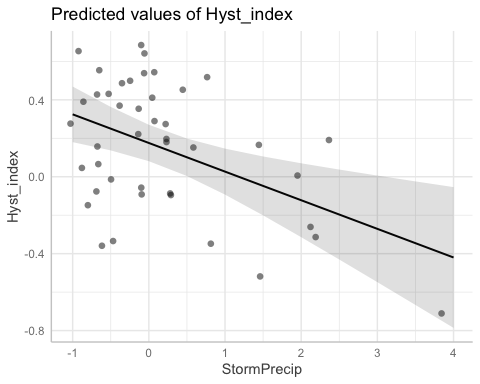 Predicted values of Hyst_index
Hyst_index
0.4
0.0
-0.4
-0.8
-1 0 1 2 3 4
StormPrecip